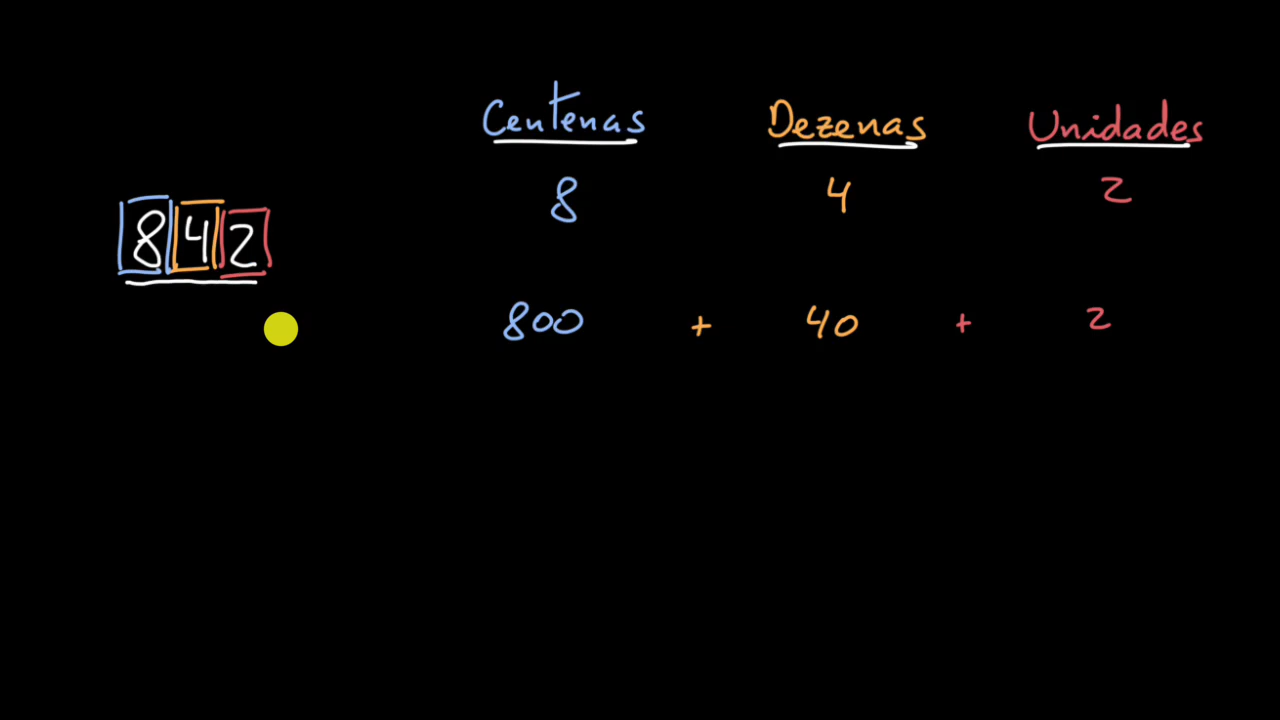 Centenas Dezenas Unidades
8 4 2
842
800 + 40 + 2